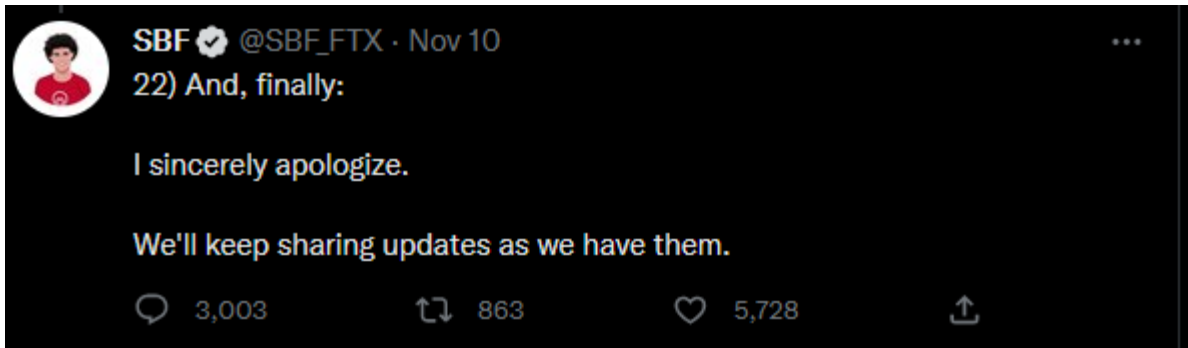 SBF @SBF_FTX · Nov 10
22) And, finally:
I sincerely apologize.
We'll keep sharing updates as we have them.
3,003 863 5,728